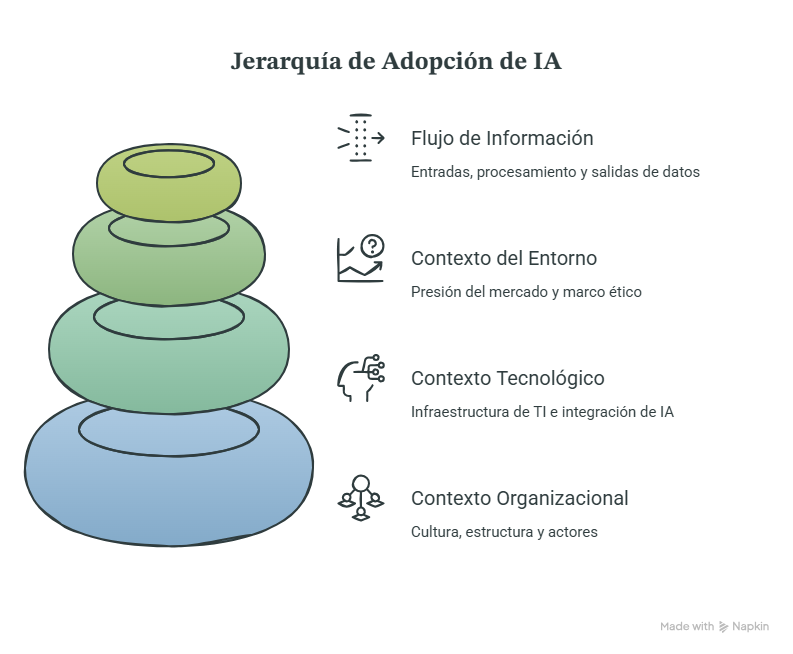 Jerarquía de Adopción de IA
Flujo de Información
Entradas, procesamiento y salidas de datos
Contexto del Entorno
Presión del mercado y marco ético
Contexto Tecnológico
Infraestructura de TI e integración de IA
Contexto Organizacional
Cultura, estructura y actores
Made with Napkin